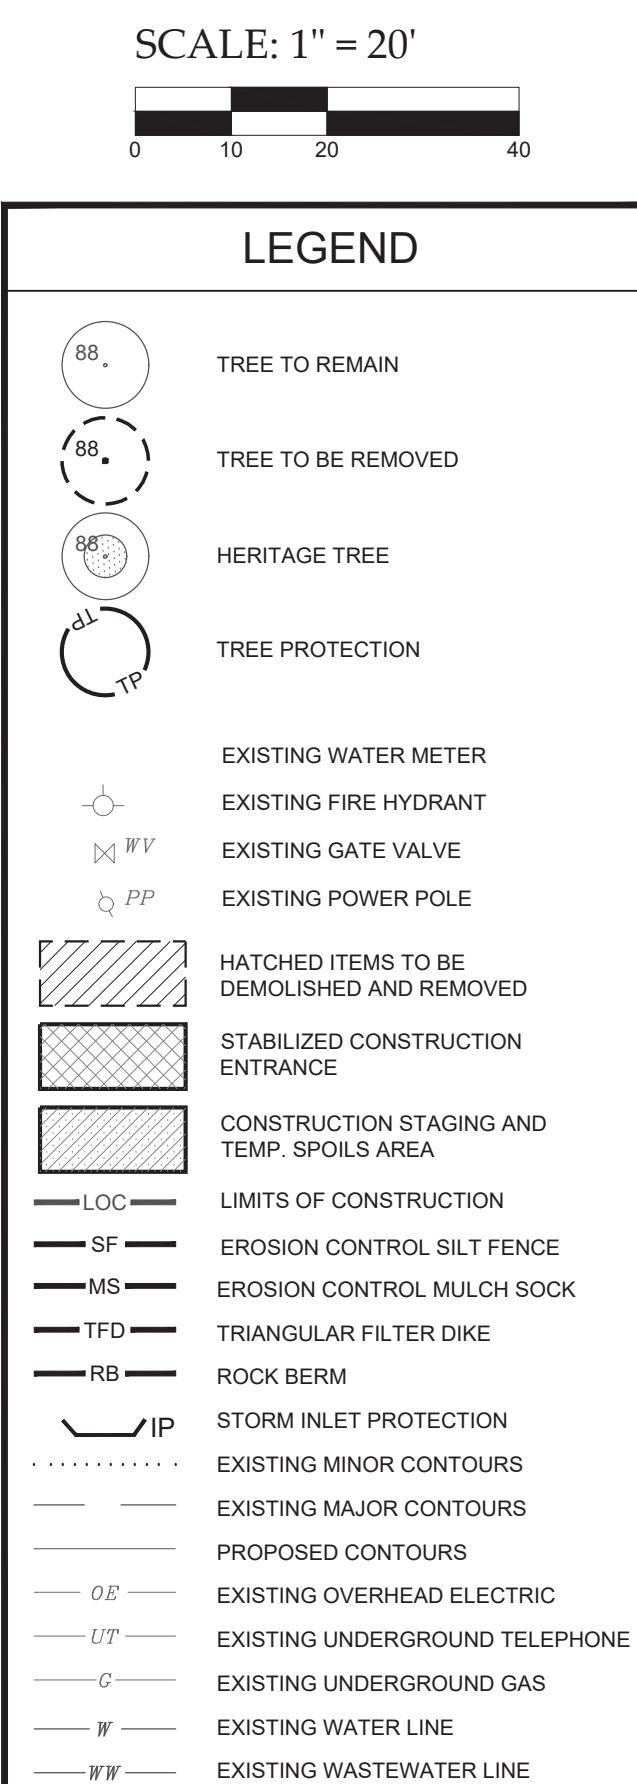 SCALE: 1" = 20'
0 10 20 40
LEGEND
88 TREE TO REMAIN
88 TREE TO BE REMOVED
88 HERITAGE TREE
TP TP TREE PROTECTION
EXISTING WATER METER
EXISTING FIRE HYDRANT
WV EXISTING GATE VALVE
PP EXISTING POWER POLE
HATCHED ITEMS TO BE
DEMOLISHED AND REMOVED
STABILIZED CONSTRUCTION
ENTRANCE
CONSTRUCTION STAGING AND
TEMP. SPOILS AREA
LOC LIMITS OF CONSTRUCTION
SF EROSION CONTROL SILT FENCE
MS EROSION CONTROL MULCH SOCK
TFD TRIANGULAR FILTER DIKE
RB ROCK BERM
IP STORM INLET PROTECTION
EXISTING MINOR CONTOURS
EXISTING MAJOR CONTOURS
PROPOSED CONTOURS
OE EXISTING OVERHEAD ELECTRIC
UT EXISTING UNDERGROUND TELEPHONE
G EXISTING UNDERGROUND GAS
W EXISTING WATER LINE
WW EXISTING WASTEWATER LINE